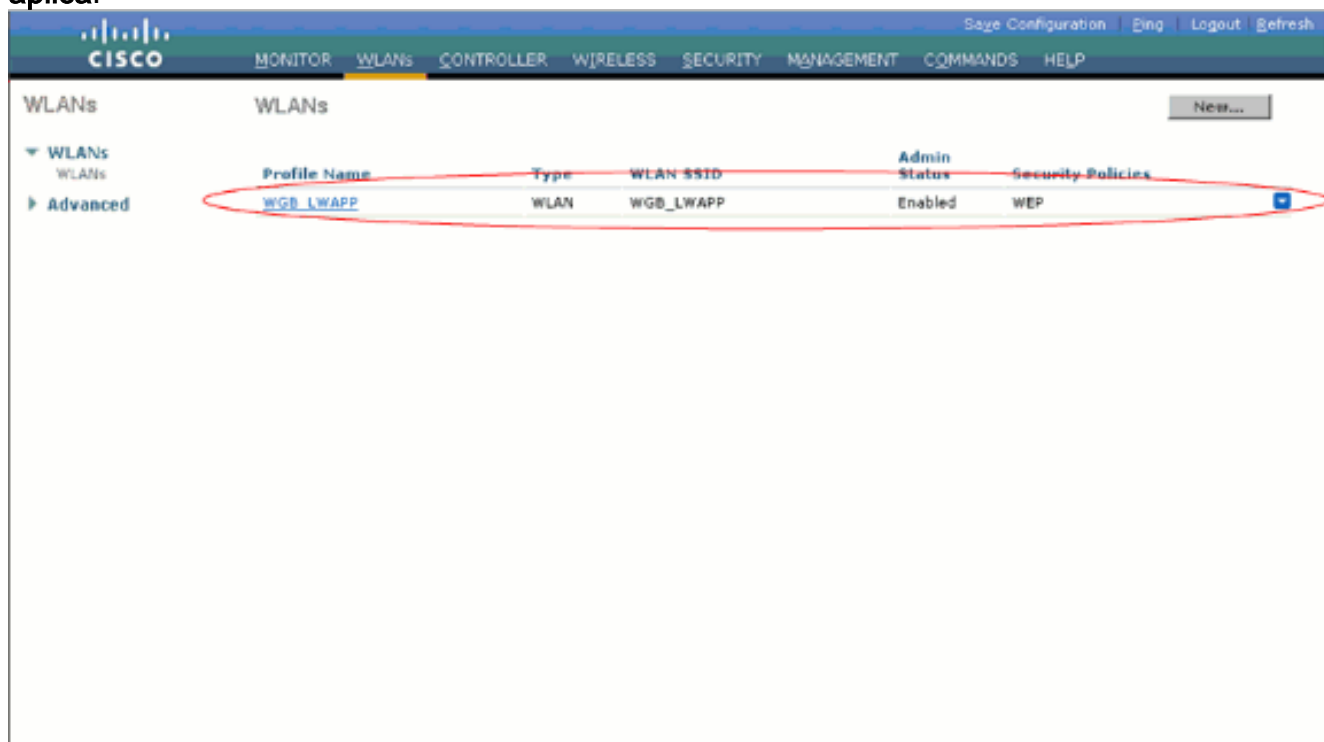 aplica.
Save Configuration | Ping | Logout | Refresh
CISCO
MONITOR WLANs CONTROLLER WIRELESS SECURITY MANAGEMENT COMMANDS HELP
WLANs
WLANs
New...
WLANs
WLANs
Advanced
Profile Name Type WLAN SSID Admin Status Security Policies
WGB_LWAPP WLAN WGB_LWAPP Enabled WEP